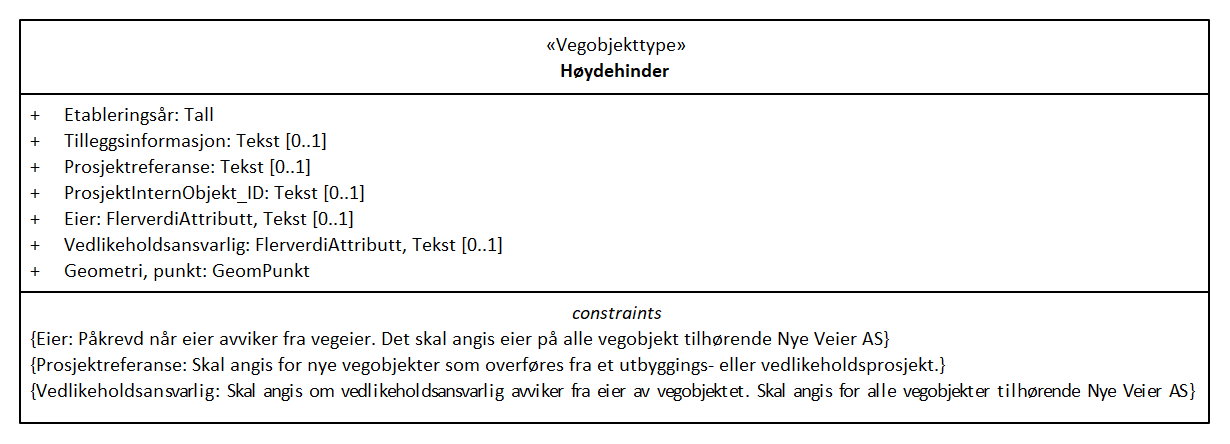 «Vegobjekttype»
Høydehinder
+ Etableringsår: Tall
+ Tilleggsinformasjon: Tekst [0..1]
+ Prosjektreferanse: Tekst [0..1]
+ ProsjektInternObjekt_ID: Tekst [0..1]
+ Eier: FlerverdiAttributt, Tekst [0..1]
+ Vedlikeholdsansvarlig: FlerverdiAttributt, Tekst [0..1]
+ Geometri, punkt: GeomPunkt
constraints
{Eier: Påkrevd når eier avviker fra vegeier. Det skal angis eier på alle vegobjekt tilhørende Nye Veier AS}
{Prosjektreferanse: Skal angis for nye vegobjekter som overføres fra et utbyggings- eller vedlikeholdsprosjekt.}
{Vedlikeholdsansvarlig: Skal angis om vedlikeholdsansvarlig avviker fra eier av vegobjektet. Skal angis for alle vegobjekter tilhørende Nye Veier AS}